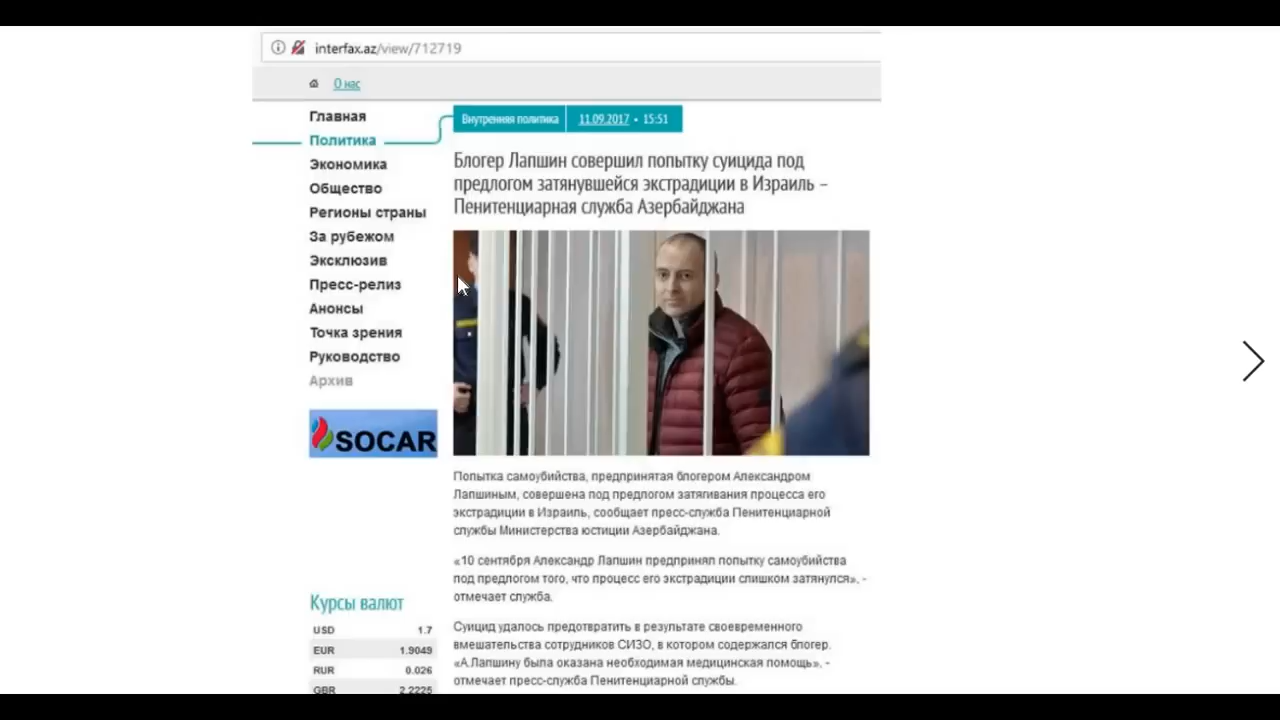 interfax.az/view/712719
О нас
Главная
Политика
Экономика
Общество
Регионы страны
За рубежом
Эксклюзив
Пресс-релиз
Анонсы
Точка зрения
Руководство
Архив
SOCAR
Курсы валют
USD 1.7
EUR 1.9049
RUR 0.026
GBR 2.2225
Внутренняя политика 11.09.2017 • 15:51
Блогер Лапшин совершил попытку суицида под
предлогом затянувшейся экстрадиции в Израиль –
Пенитенциарная служба Азербайджана
Попытка самоубийства, предпринятая блогером Александром
Лапшиным, совершена под предлогом затягивания процесса его
экстрадиции в Израиль, сообщает пресс-служба Пенитенциарной
службы Министерства юстиции Азербайджана.
«10 сентября Александр Лапшин предпринял попытку самоубийства
под предлогом того, что процесс его экстрадиции слишком затянулся», -
отмечает служба.
Суицид удалось предотвратить в результате своевременного
вмешательства сотрудников СИЗО, в котором содержался блогер.
«А.Лапшину была оказана необходимая медицинская помощь», -
отмечает пресс-служба Пенитенциарной службы.